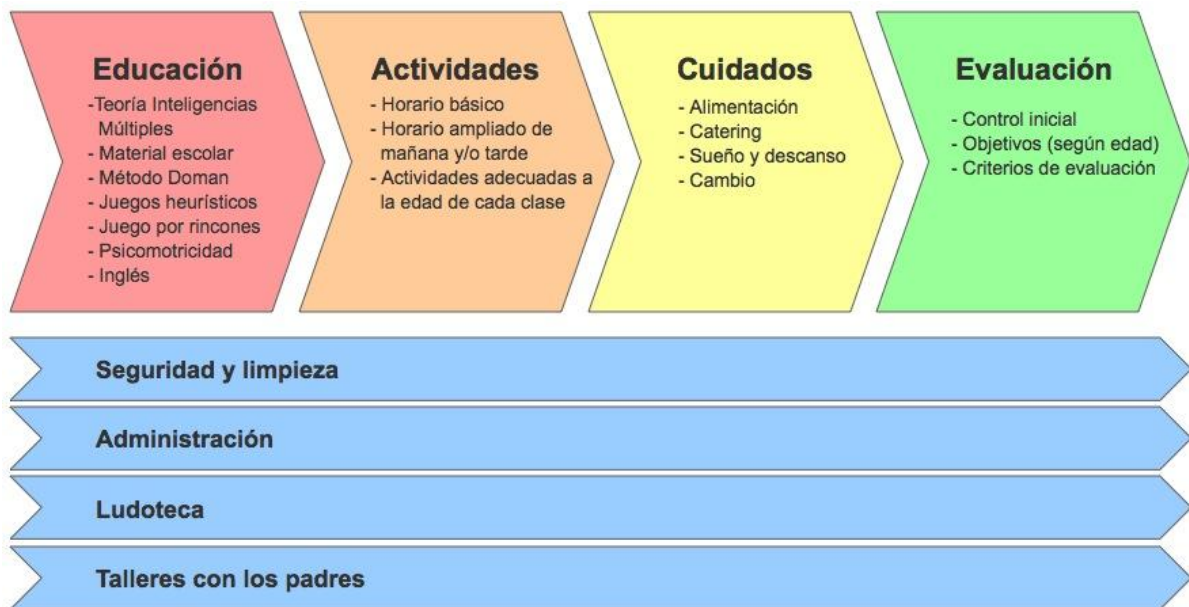 Educación
-Teoría Inteligencias
Múltiples
- Material escolar
- Método Doman
- Juegos heurísticos
- Juego por rincones
- Psicomotricidad
- Inglés
Actividades
- Horario básico
- Horario ampliado de
mañana y/o tarde
- Actividades adecuadas a
la edad de cada clase
Cuidados
- Alimentación
- Catering
- Sueño y descanso
- Cambio
Evaluación
- Control inicial
- Objetivos (según edad)
- Criterios de evaluación
Seguridad y limpieza
Administración
Ludoteca
Talleres con los padres